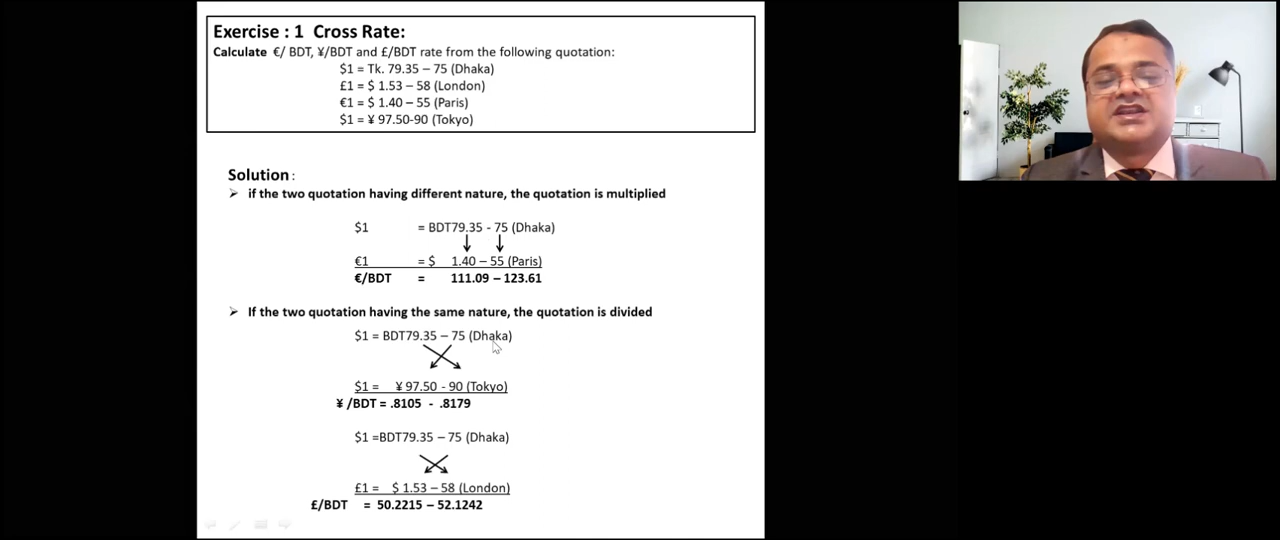 Exercise : 1 Cross Rate:
Calculate €/ BDT, ¥/BDT and £/BDT rate from the following quotation:
$1 = Tk. 79.35 – 75 (Dhaka)
£1 = $ 1.53 – 58 (London)
€1 = $ 1.40 – 55 (Paris)
$1 = ¥ 97.50-90 (Tokyo)
Solution :
➢ if the two quotation having different nature, the quotation is multiplied
$1 = BDT79.35 - 75 (Dhaka)
€1 = $ 1.40 – 55 (Paris)
€/BDT = 111.09 – 123.61
➢ If the two quotation having the same nature, the quotation is divided
$1 = BDT79.35 – 75 (Dhaka)
$1 = ¥ 97.50 - 90 (Tokyo)
¥ /BDT = .8105 - .8179
$1 =BDT79.35 – 75 (Dhaka)
£1 = $ 1.53 – 58 (London)
£/BDT = 50.2215 – 52.1242